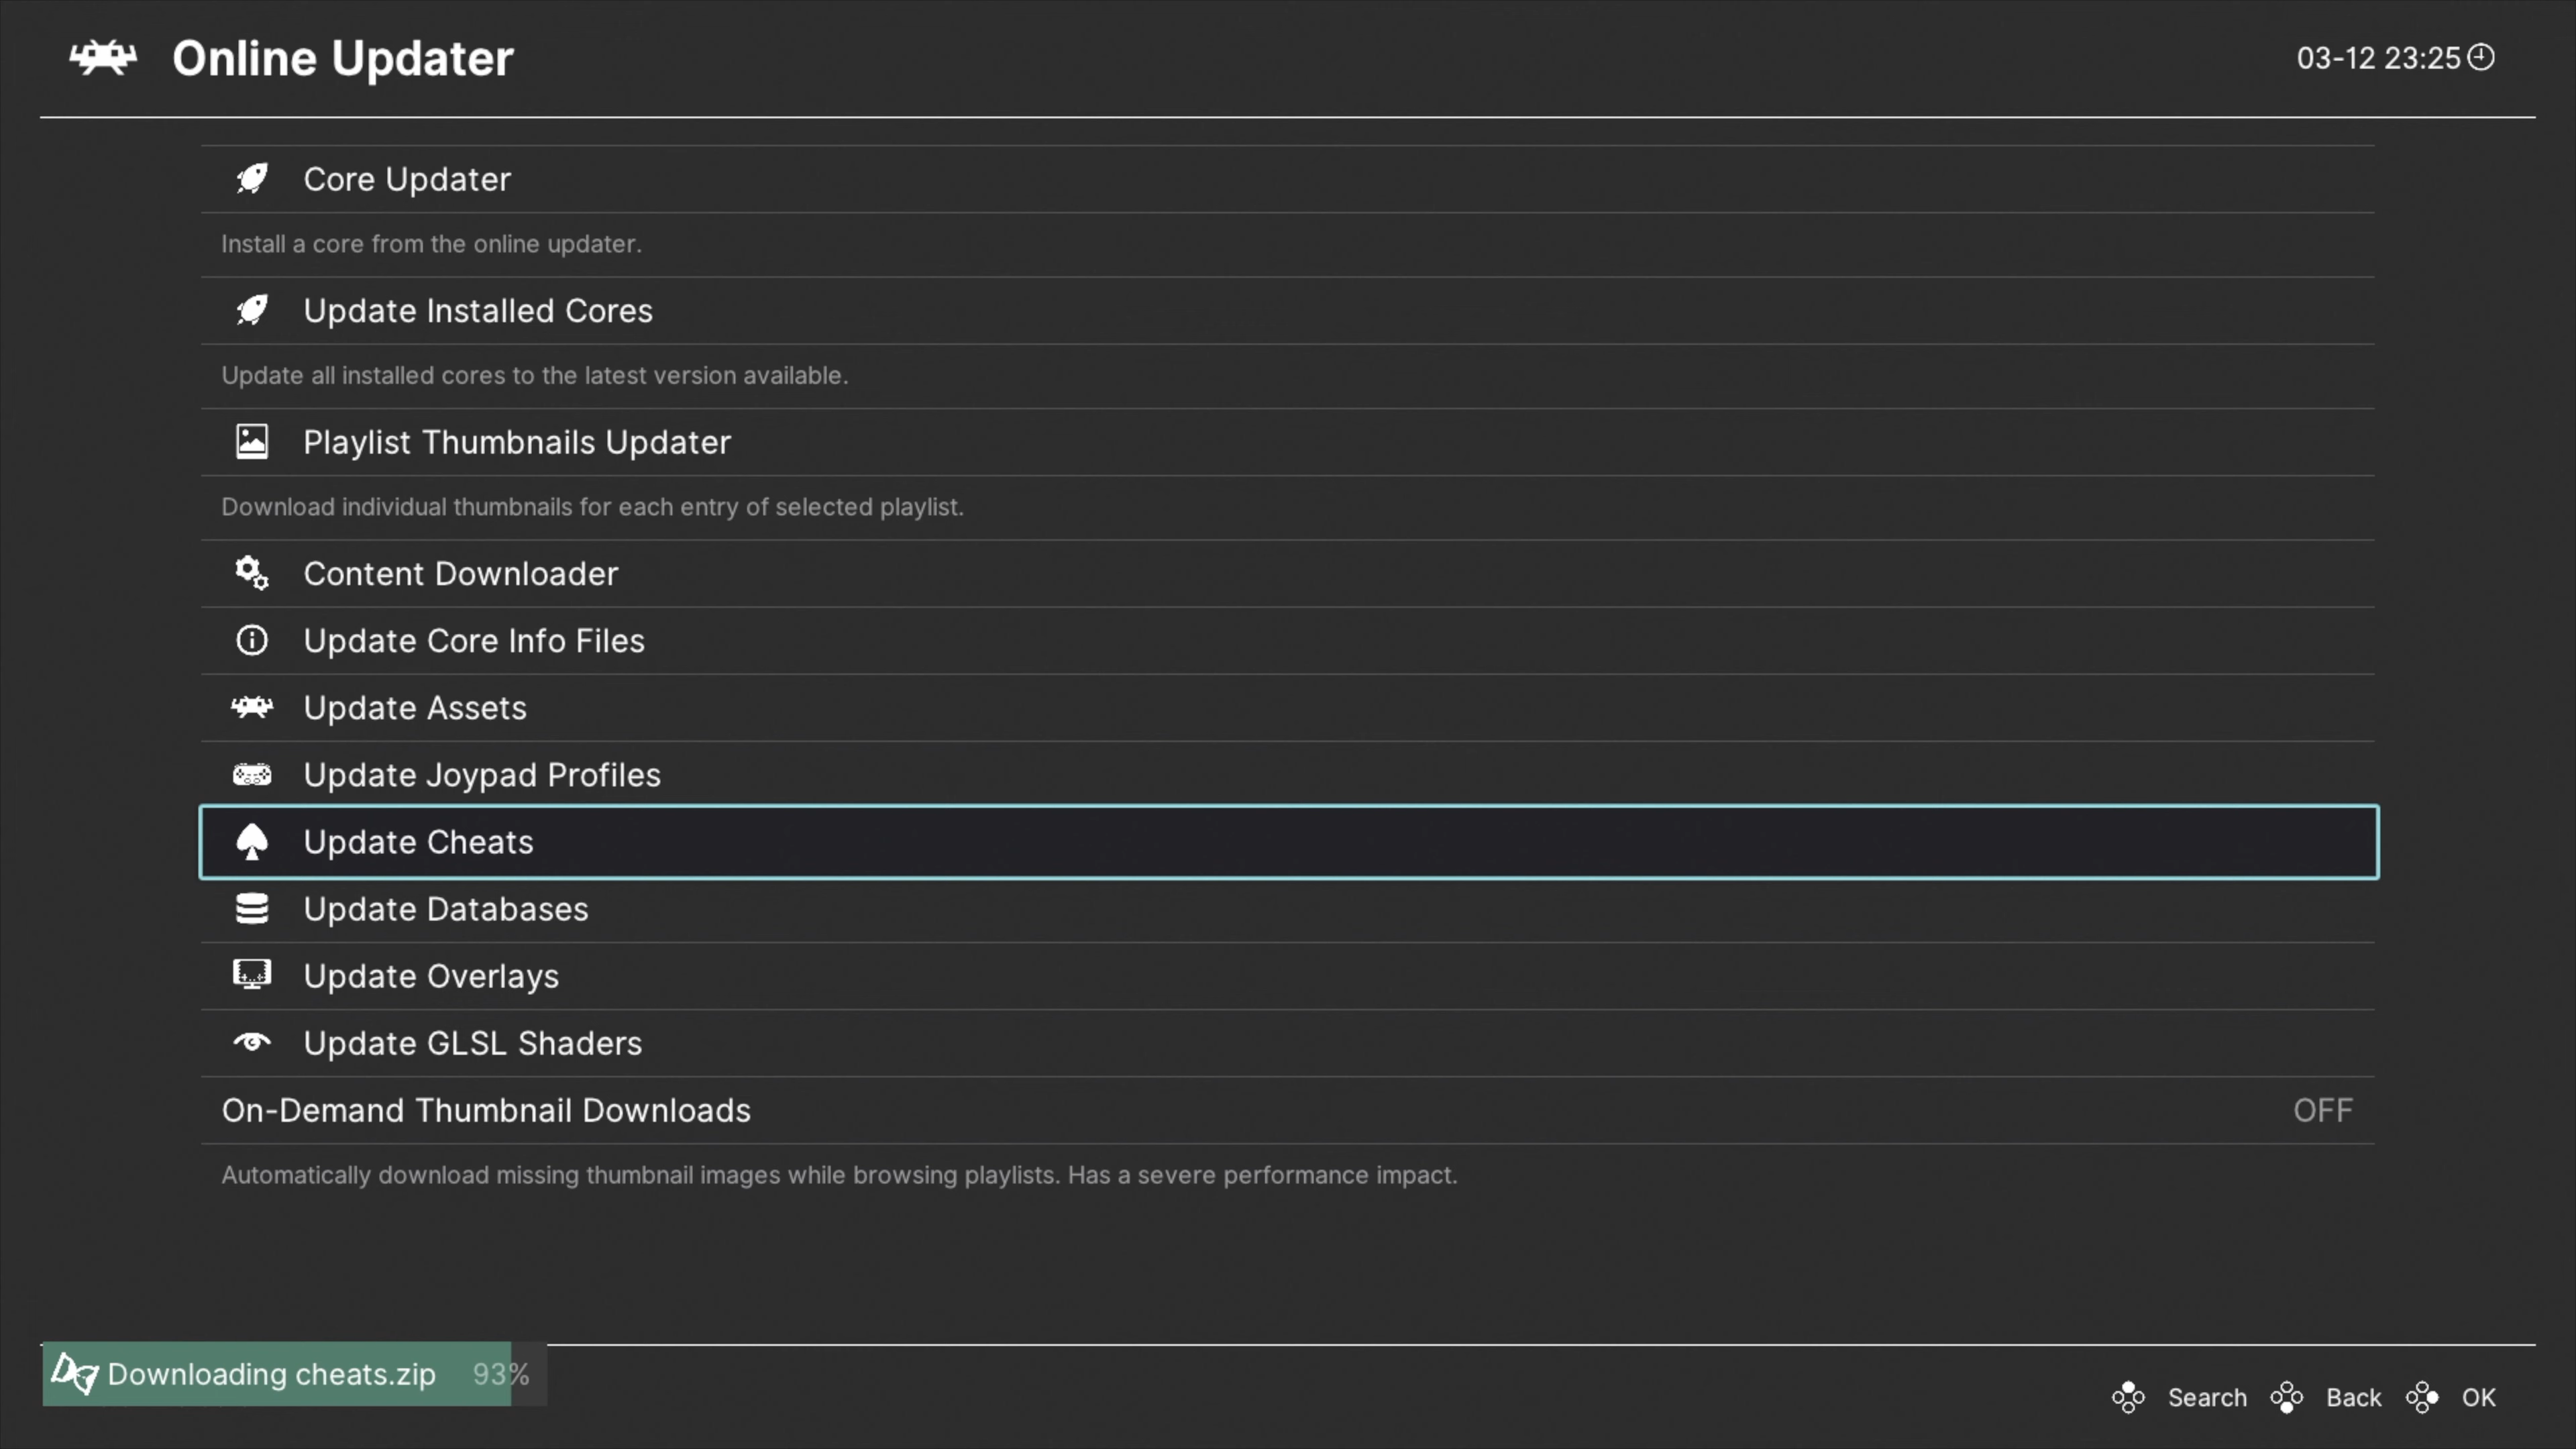 Online Updater
03-12 23:25
Core Updater
Install a core from the online updater.
Update Installed Cores
Update all installed cores to the latest version available.
Playlist Thumbnails Updater
Download individual thumbnails for each entry of selected playlist.
Content Downloader
Update Core Info Files
Update Assets
Update Joypad Profiles
Update Cheats
Update Databases
Update Overlays
Update GLSL Shaders
On-Demand Thumbnail Downloads OFF
Automatically download missing thumbnail images while browsing playlists. Has a severe performance impact.
Downloading cheats.zip 93%
Search Back OK